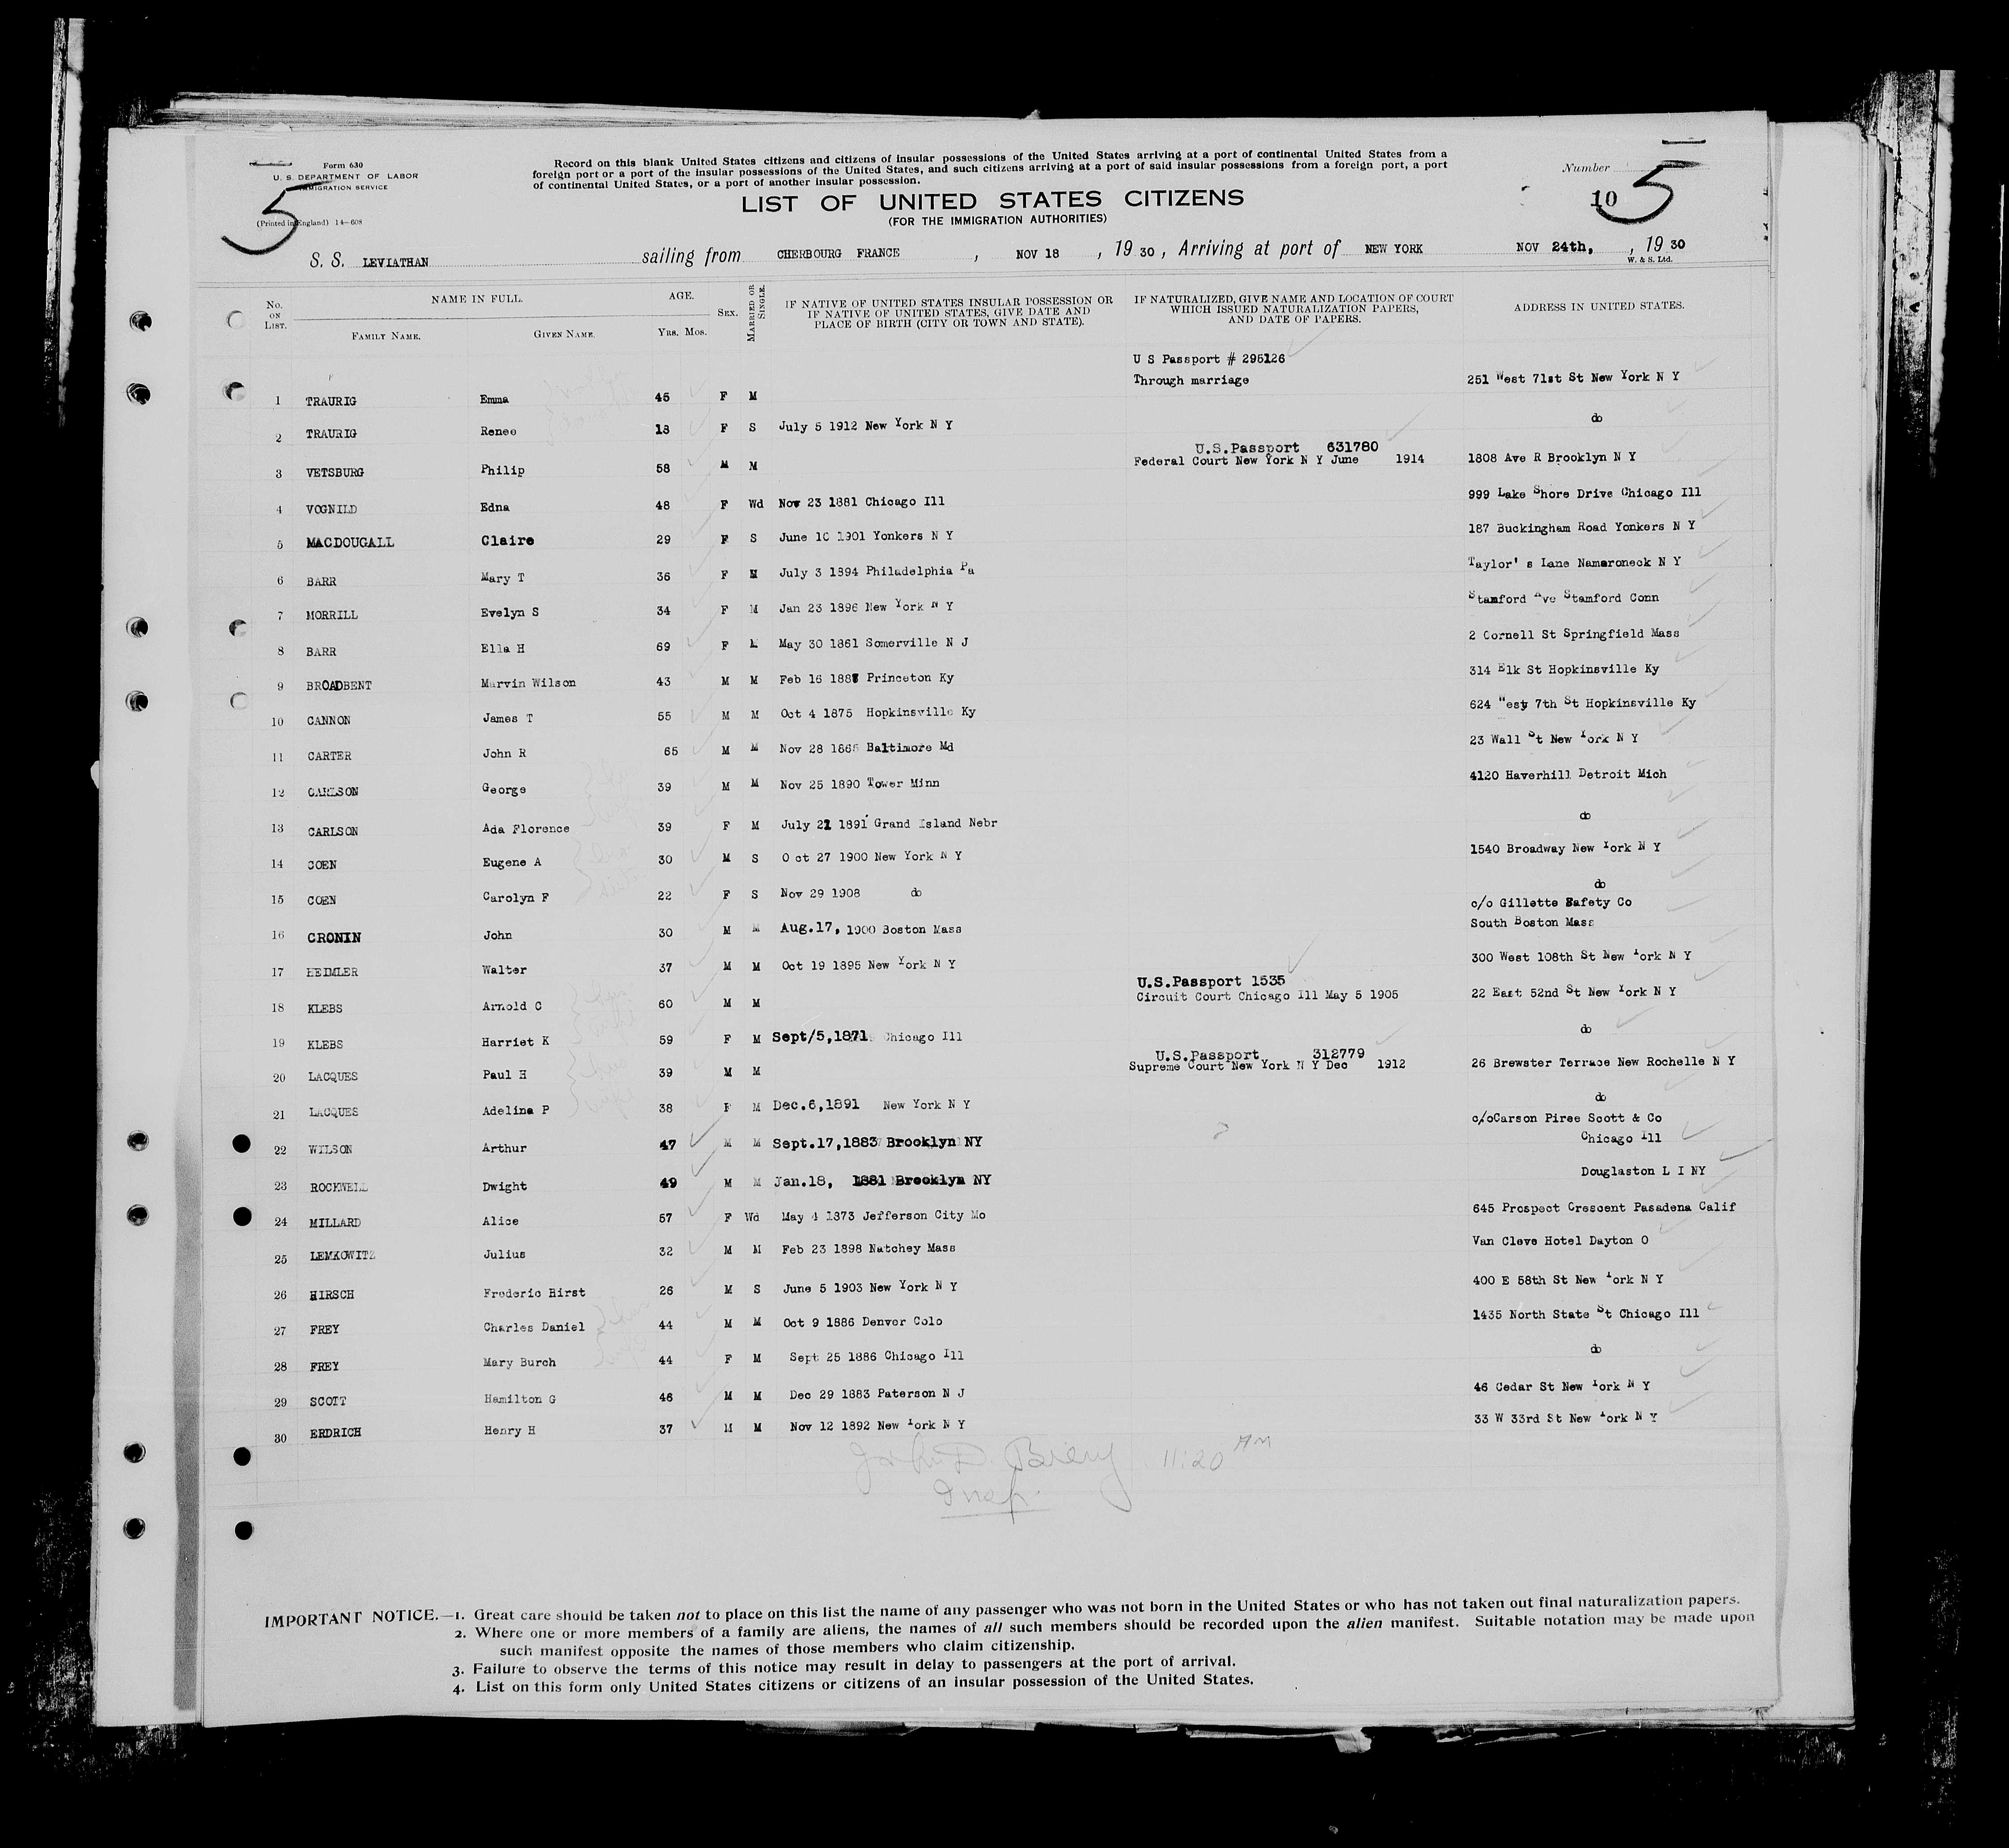 Form 630
U. S. DEPARTMENT OF LABOR
IMMIGRATION SERVICE
(Printed in England) 14—608
5
Record on this blank United States citizens and citizens of insular possessions of the United States arriving at a port of continental United States from a
foreign port or a port of the insular possessions of the United States, and such citizens arriving at a port of said insular possessions from a foreign port, a port
of continental United States, or a port of another insular possession.
Number
10 5
LIST OF UNITED STATES CITIZENS
(FOR THE IMMIGRATION AUTHORITIES)
S. S. LEVIATHAN sailing from CHERBOURG FRANCE , NOV 18 , 19 30 , Arriving at port of NEW YORK NOV 24th, , 19 30
W. & S. Ltd.
No. ON LIST. NAME IN FULL. FAMILY NAME. GIVEN NAME. AGE. YRS. MOS. SEX. MARRIED OR SINGLE. IF NATIVE OF UNITED STATES INSULAR POSSESSION OR IF NATIVE OF UNITED STATES, GIVE DATE AND PLACE OF BIRTH (CITY OR TOWN AND STATE). IF NATURALIZED, GIVE NAME AND LOCATION OF COURT WHICH ISSUED NATURALIZATION PAPERS, AND DATE OF PAPERS. ADDRESS IN UNITED STATES.
U S Passport # 295126
1 TRAURIG Emma 45 F M Through marriage 251 West 71st St New York N Y
2 TRAURIG Renee 18 F S July 5 1912 New York N Y do
U.S.Passport 631780
3 VETSBURG Philip 58 M M Federal Court New York N Y June 1914 1808 Ave R Brooklyn N Y
4 VOGNILD Edna 48 F Wd Nov 23 1881 Chicago Ill 999 Lake Shore Drive Chicago Ill
5 MACDOUGALL Claire 29 F S June 10 1901 Yonkers N Y 187 Buckingham Road Yonkers N Y
6 BARR Mary T 36 F M July 3 1894 Philadelphia Pa Taylor' s Lane Namaroneck N Y
7 MORRILL Evelyn S 34 F M Jan 23 1896 New York N Y Stamford Ave Stamford Conn
8 BARR Ella H 69 F M May 30 1861 Somerville N J 2 Cornell St Springfield Mass
9 BROADBENT Marvin Wilson 43 M M Feb 16 1887 Princeton Ky 314 Elk St Hopkinsville Ky
10 CANNON James T 55 M M Oct 4 1875 Hopkinsville Ky 624 West 7th St Hopkinsville Ky
11 CARTER John R 65 M M Nov 28 1865 Baltimore Md 23 Wall St New York N Y
12 CARLSON George 39 M M Nov 25 1890 Tower Minn 4120 Haverhill Detroit Mich
13 CARLSON Ada Florence 39 F M July 21 1891 Grand Island Nebr do
14 COEN Eugene A 30 M S O ct 27 1900 New York N Y 1540 Broadway New York N Y
15 COEN Carolyn F 22 F S Nov 29 1908 do do
c/o Gillette Safety Co
16 CRONIN John 30 M M Aug.17, 1900 Boston Mass South Boston Mass
17 HEIMLER Walter 37 M M Oct 19 1895 New York N Y 300 West 108th St New York N Y
U.S.Passport 1535
18 KLEBS Arnold C 60 M M Circuit Court Chicago Ill May 5 1905 22 East 52nd St New York N Y
19 KLEBS Harriet K 59 F M Sept/5,1871 Chicago Ill do
U.S.Passport 312779
20 LACQUES Paul H 39 M M Supreme Court New York N Y Dec 1912 26 Brewster Terrace New Rochelle N Y
21 LACQUES Adelina P 38 F M Dec.6,1891 New York N Y do
c/oCarson Piree Scott & Co
22 WILSON Arthur 47 M M Sept.17,1883 Brooklyn NY Chicago Ill
23 ROCKWELL Dwight 49 M M Jan.18, 1881 Brooklyn NY Douglaston L I NY
24 MILLARD Alice 57 F Wd May 4 1873 Jefferson City Mo 645 Prospect Crescent Pasadena Calif
25 LEMKOWITZ Julius 32 M M Feb 23 1898 Natchey Mass Van Cleve Hotel Dayton O
26 HIRSCH Frederic Hirst 26 M S June 5 1903 New York N Y 400 E 58th St New York N Y
27 FREY Charles Daniel 44 M M Oct 9 1886 Denver Colo 1435 North State St Chicago Ill
28 FREY Mary Burch 44 F M Sept 25 1886 Chicago Ill do
29 SCOTT Hamilton G 46 M M Dec 29 1883 Paterson N J 46 Cedar St New York N Y
30 ERDRICH Henry H 37 M M Nov 12 1892 New York N Y 33 W 33rd St New York N Y
John D. Bieny 11:20 AM
Insp.
IMPORTANT NOTICE.—1. Great care should be taken not to place on this list the name of any passenger who was not born in the United States or who has not taken out final naturalization papers.
2. Where one or more members of a family are aliens, the names of all such members should be recorded upon the alien manifest. Suitable notation may be made upon
such manifest opposite the names of those members who claim citizenship.
3. Failure to observe the terms of this notice may result in delay to passengers at the port of arrival.
4. List on this form only United States citizens or citizens of an insular possession of the United States.